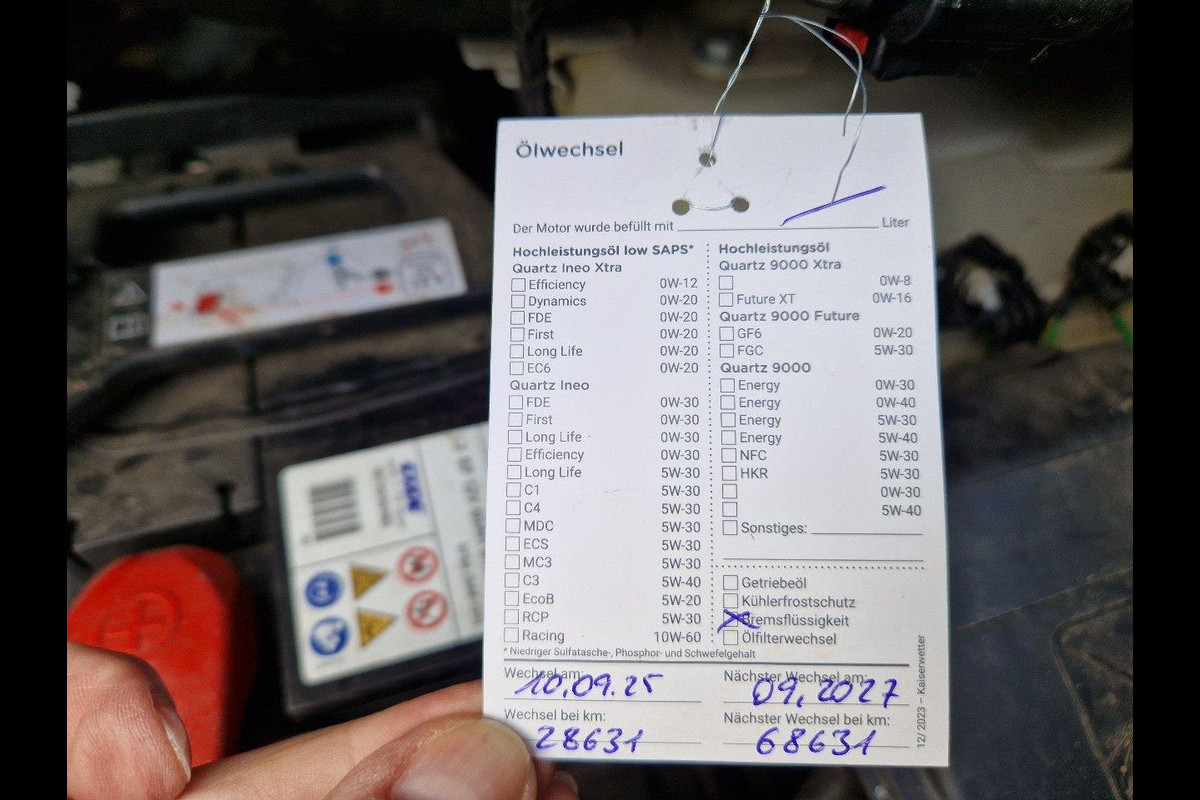 Ölwechsel
Der Motor wurde befüllt mit Liter
Hochleistungsöl low SAPS*
Quartz Ineo Xtra
Efficiency 0W-12
Dynamics 0W-20
FDE 0W-20
First 0W-20
Long Life 0W-20
EC6 0W-20
Quartz Ineo
FDE 0W-30
First 0W-30
Long Life 0W-30
Efficiency 0W-30
Long Life 5W-30
C1 5W-30
C4 5W-30
MDC 5W-30
ECS 5W-30
MC3 5W-30
C3 5W-40
EcoB 5W-20
RCP 5W-30
Racing 10W-60
* Niedriger Sulfatasche-, Phosphor- und Schwefelgehalt
Hochleistungsöl
Quartz 9000 Xtra
0W-8
Future XT 0W-16
Quartz 9000 Future
GF6 0W-20
FGC 5W-30
Quartz 9000
Energy 0W-30
Energy 0W-40
Energy 5W-30
Energy 5W-40
NFC 5W-30
HKR 5W-30
0W-30
5W-40
Sonstiges:
Getriebeöl
Kühlerfrostschutz
Bremsflüssigkeit
Ölfilterwechsel
Wechsel am: 10.09.25
Nächster Wechsel am: 09.2027
Wechsel bei km: 28631
Nächster Wechsel bei km: 68631
12/2023 – Kaiserwetter